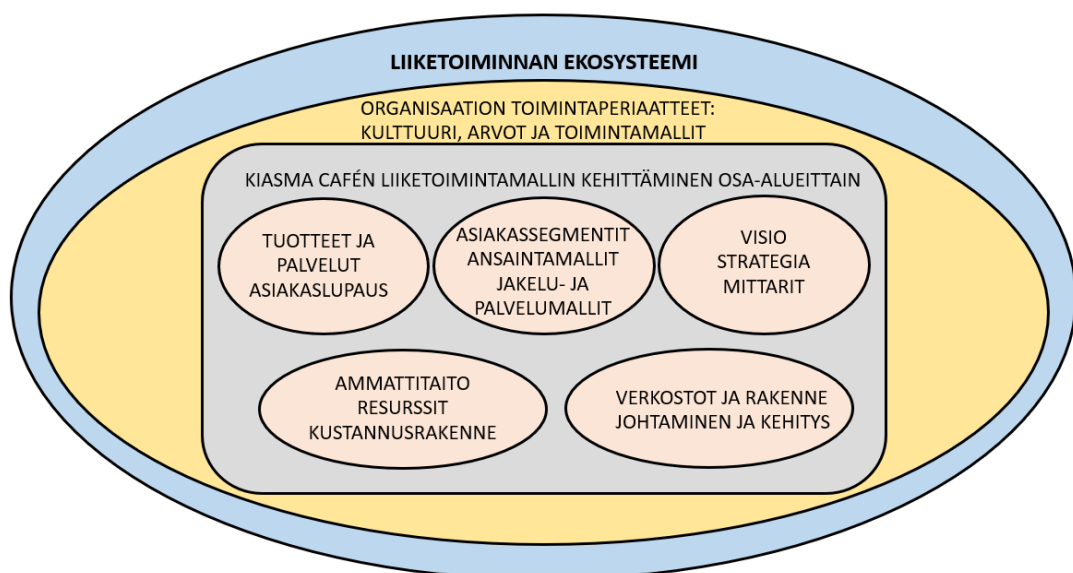 LIIKETOIMINNAN EKOSYSTEEMI
ORGANISAATION TOIMINTAPERIAATTEET:
KULTTUURI, ARVOT JA TOIMINTAMALLIT
KIASMA CAFÉN LIIKETOIMINTAMALLIN KEHITTÄMINEN OSA-ALUEITTAIN
TUOTTEET JA
PALVELUT
ASIAKASLUPAUS
ASIAKASSEGMENTIT
ANSAINTAMALLIT
JAKELU- JA
PALVELUMALLIT
VISIO
STRATEGIA
MITTARIT
AMMATTITAITO
RESURSSIT
KUSTANNUSRAKENNE
VERKOSTOT JA RAKENNE
JOHTAMINEN JA KEHITYS